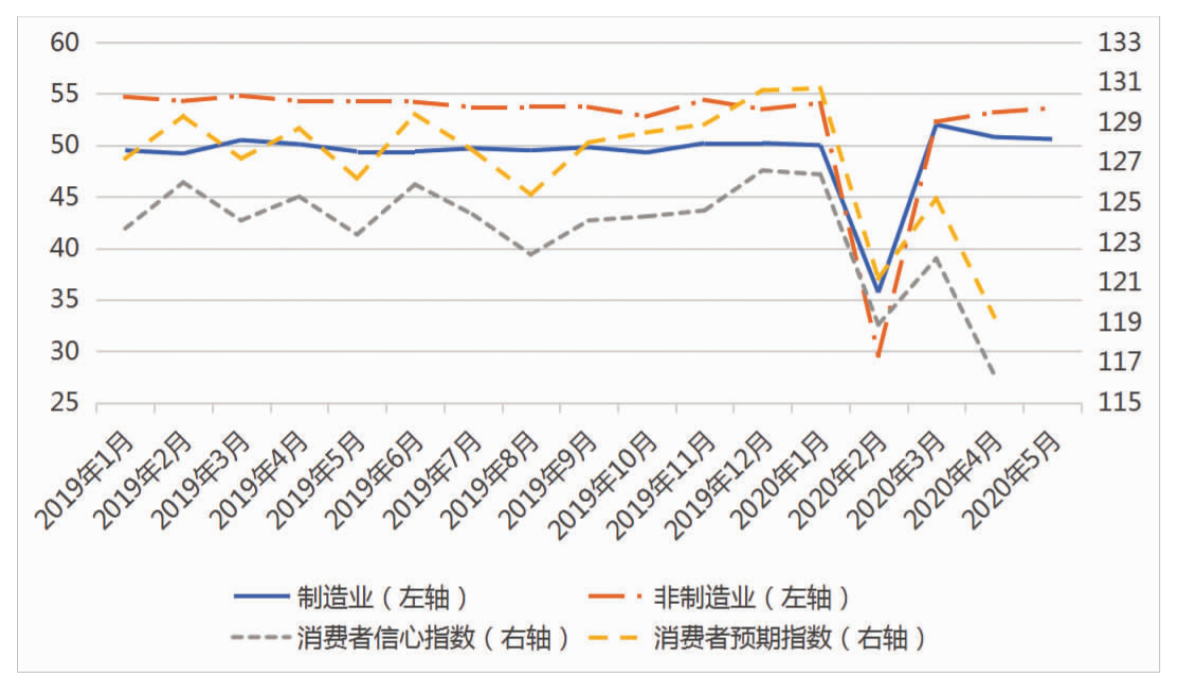 60 133
55 131
50 129
45 127
40 125
35 123
30 121
25 119
117
115
2019年1月
2019年2月
2019年3月
2019年4月
2019年5月
2019年6月
2019年7月
2019年8月
2019年9月
2019年10月
2019年11月
2019年12月
2020年1月
2020年2月
2020年3月
2020年4月
2020年5月
制造业（左轴） 非制造业（左轴）
消费者信心指数（右轴） 消费者预期指数（右轴）